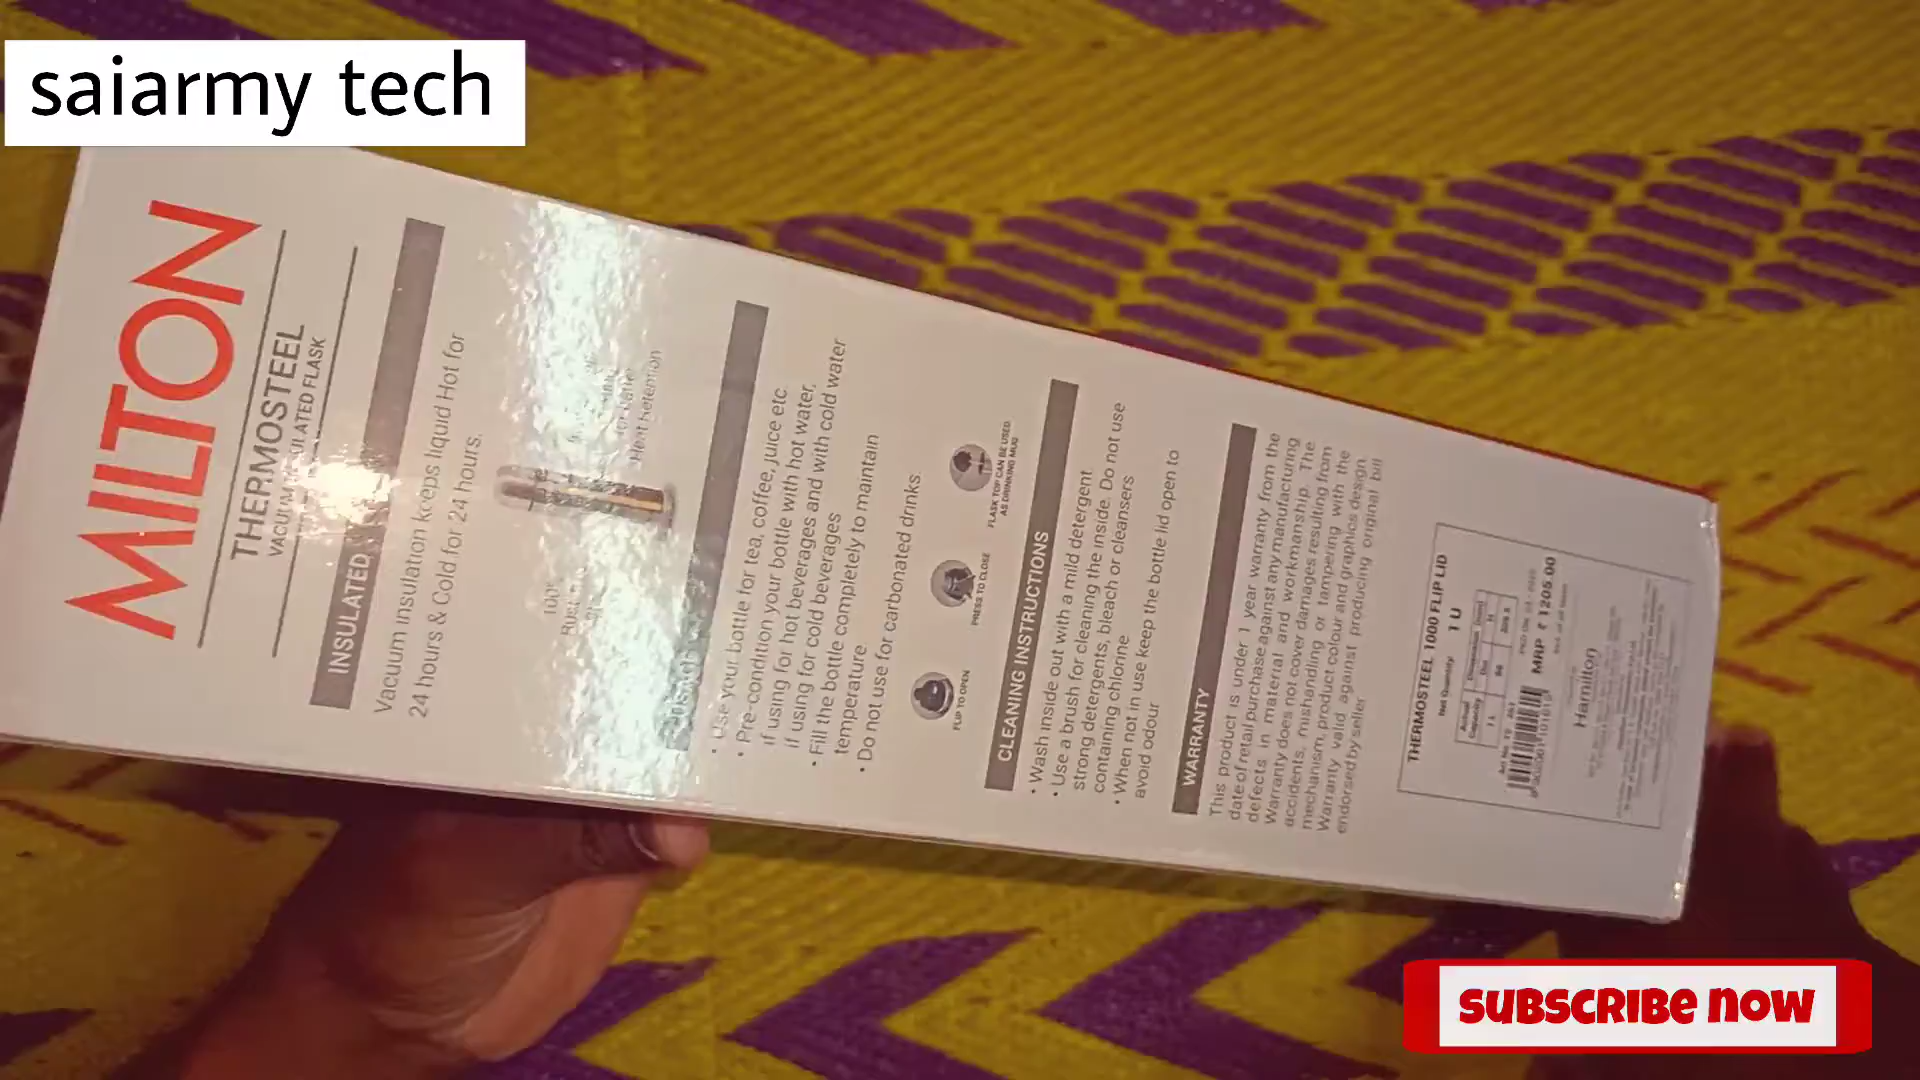 saiarmy tech
MILTON
THERMOSTEEL
VACUUM INSULATED FLASK
INSULATED
Vacuum insulation keeps liquid Hot for
24 hours & Cold for 24 hours.
Heat Retention
• Use your bottle for tea, coffee, juice etc
• Pre-condition your bottle with hot water,
if using for hot beverages and with cold water
if using for cold beverages
• Fill the bottle completely to maintain
temperature
• Do not use for carbonated drinks.
FLIP TO OPEN
PRESS TO CLOSE
FLASK TOP CAN BE USED
AS DRINKING MUG
CLEANING INSTRUCTIONS
• Wash inside out with a mild detergent
• Use a brush for cleaning the inside. Do not use
strong detergents, bleach or cleansers
containing chlorine
• When not in use keep the bottle lid open to
avoid odour
WARRANTY
This product is under 1 year warranty from the
date of retail purchase against any manufacturing
defects in material and workmanship. The
Warranty does not cover damages resulting from
accidents, mishandling or tampering with the
mechanism, product colour and graphics design.
Warranty valid against producing original bill
endorsed by seller
THERMOSTEEL 1000 FLIP LID
Net Quantity: 1 U
Actual
Capacity
MRP ₹ 1205.00
Hamilton
SUBSCRIBE NOW